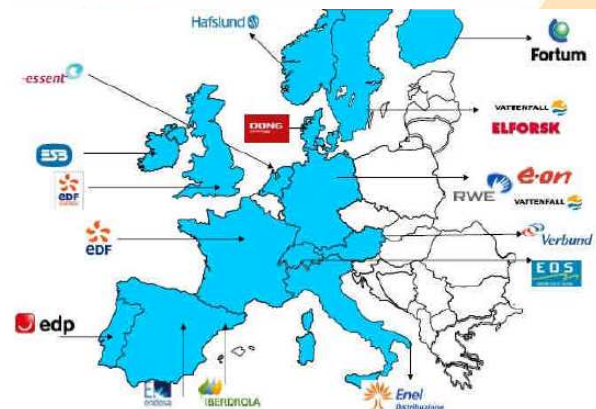 Hafslund
Fortum
-essent
DONG
VATTENFALL
ELFORSK
ESB
eDF
e-on
RWE
VATTENFALL
Verbund
eDF
EOS
edp
endesa
IBERDROLA
Enel
Distribuzione